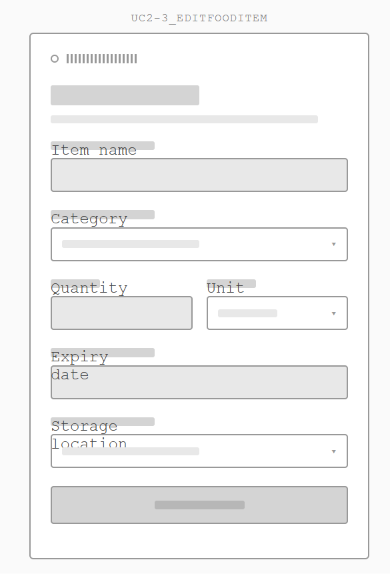 UC2-3_EDITFOODITEM
Item name
Category
Quantity
Unit
Expiry
date
Storage
location